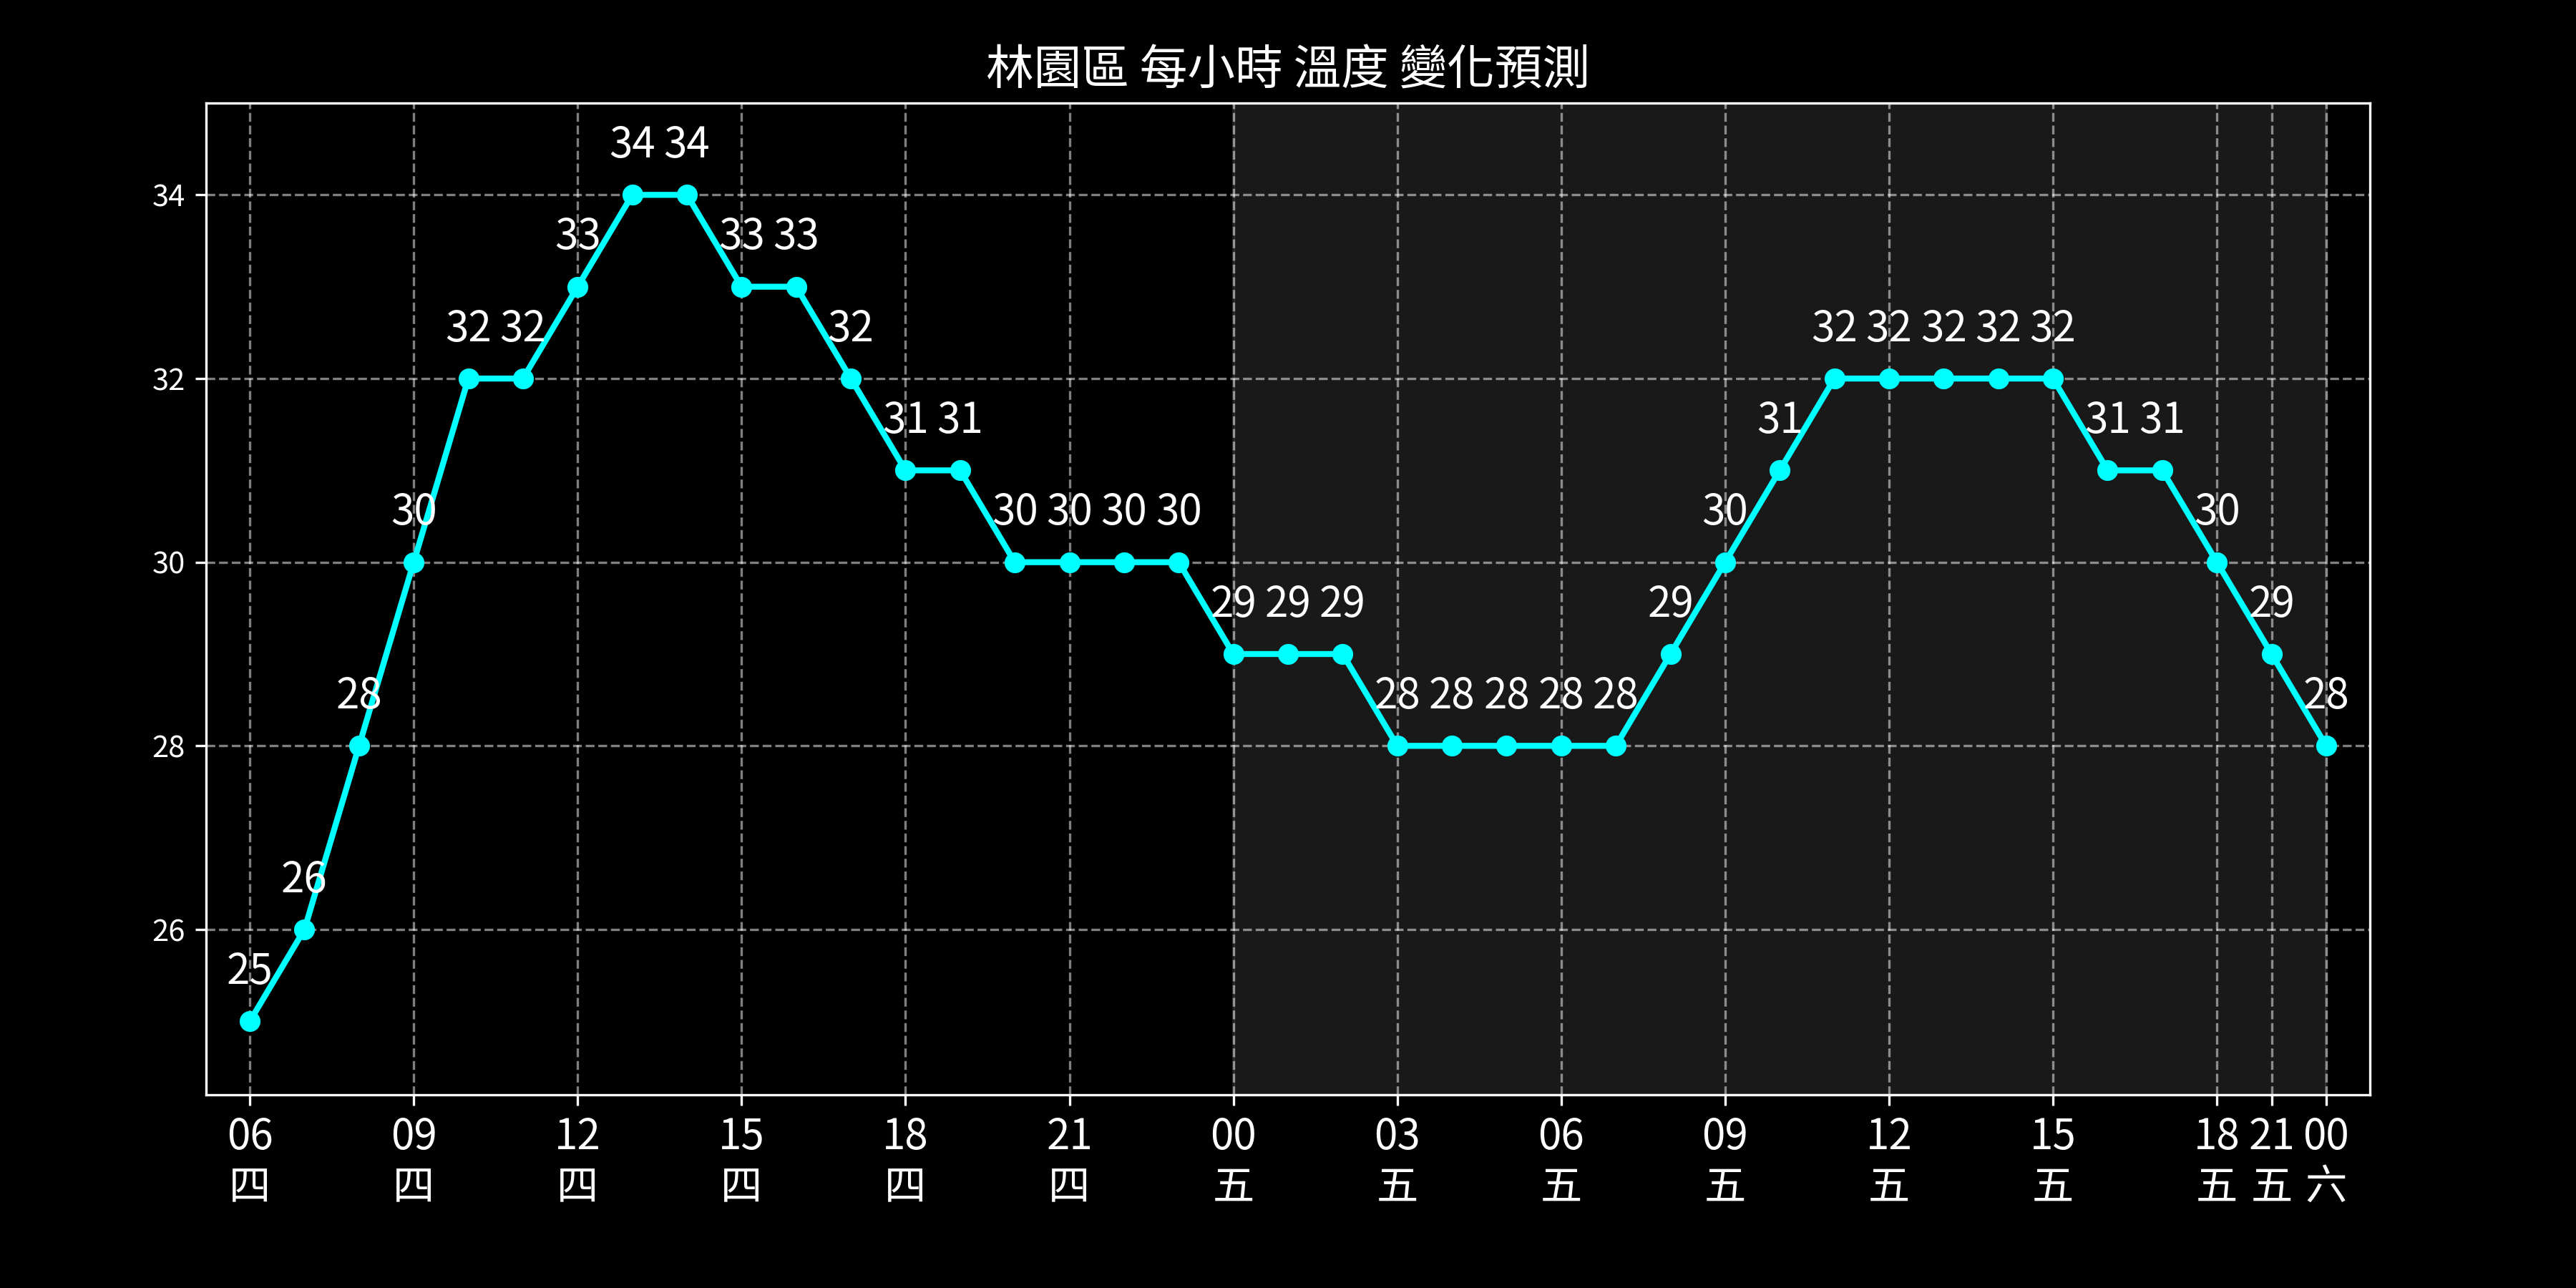 林園區 每小時 溫度 變化預測
34 34
34
33 33 33
32 32 32 32 32 32 32 32
32
31 31 31 31 31
30 30 30 30 30 30 30
30
29 29 29 29 29
28 28 28 28 28 28 28
28
26
26
25
06 09 12 15 18 21 00 03 06 09 12 15 18 21 00
四 四 四 四 四 四 五 五 五 五 五 五 五 五 六